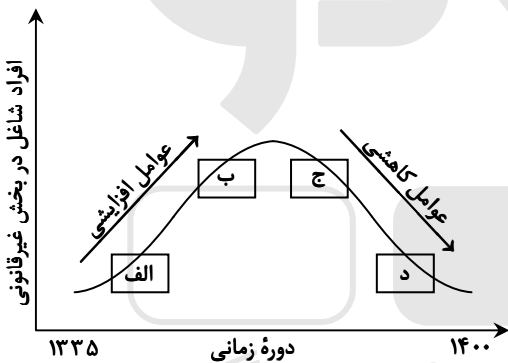 افراد شاغل در بخش غیرقانونی
عوامل افزایشی
عوامل کاهشی
ب
ج
الف
د
۱۳۳۵
دورهٔ زمانی
۱۴۰۰